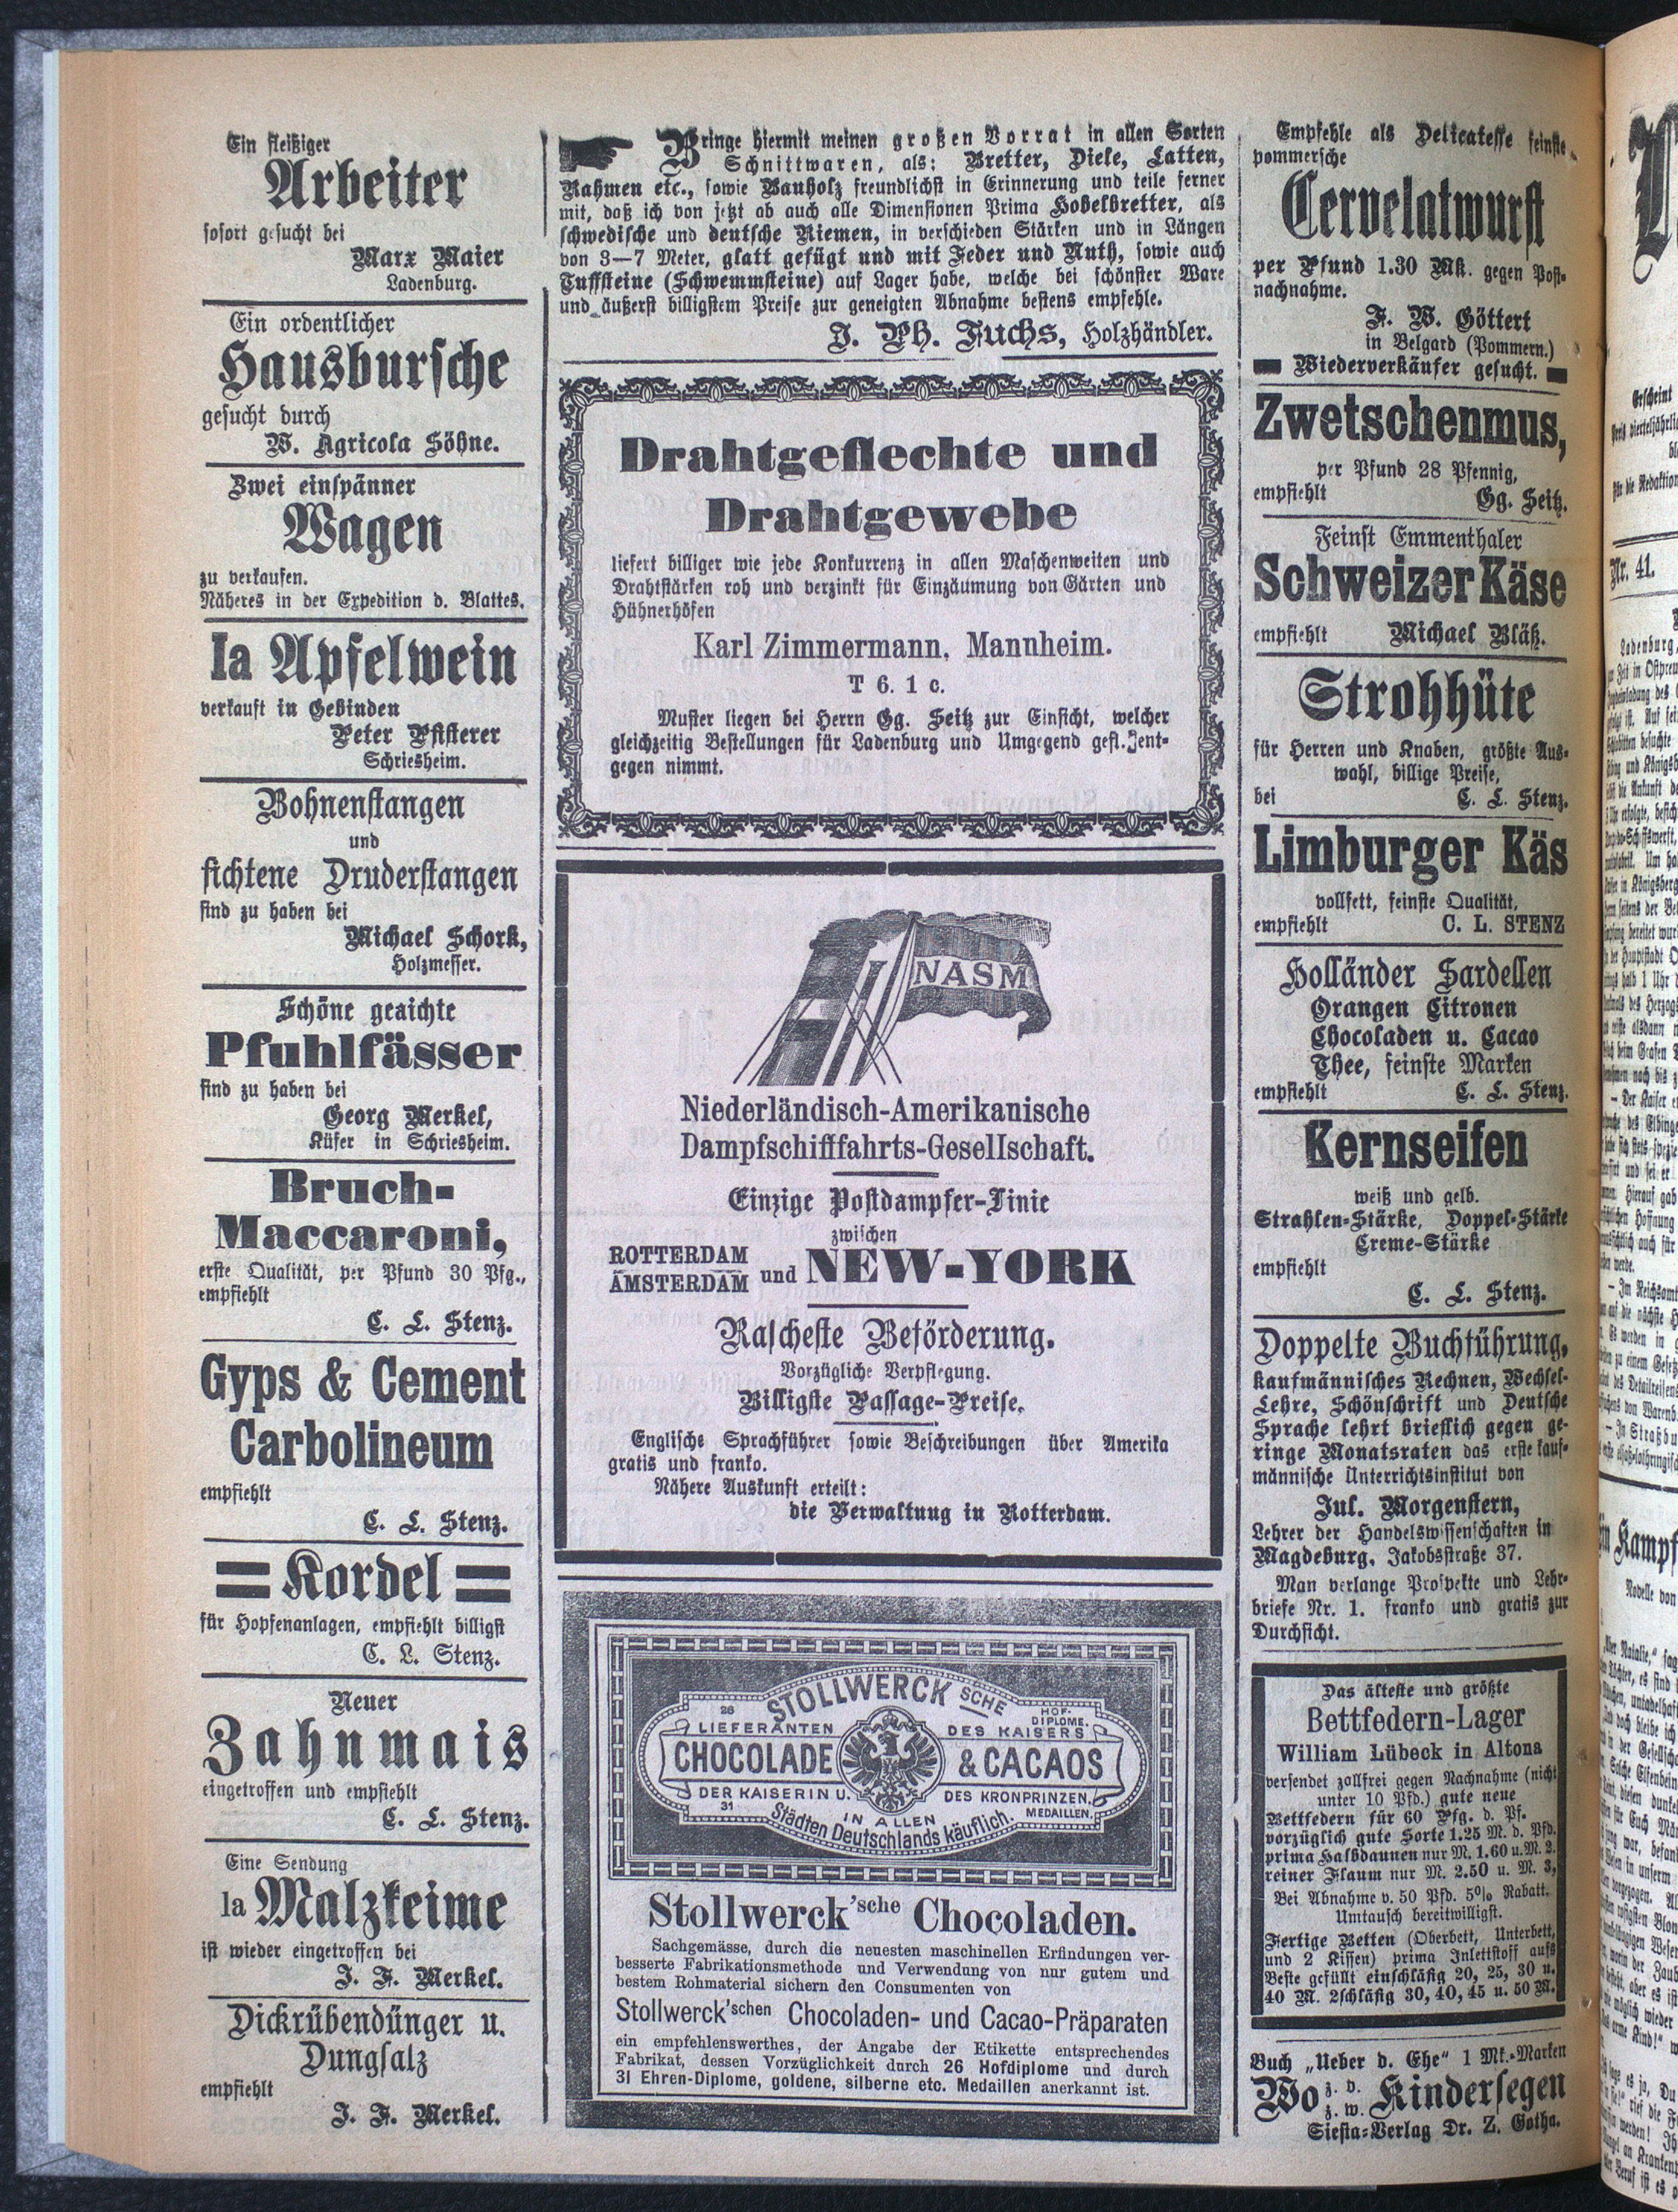 Ein fleißiger
Arbeiter
sofort gesucht bei
Marx Maier
Ladenburg.
Ein ordentlicher
Hausbursche
gesucht durch
W. Agricola Söhne.
Zwei einspänner
Wagen
zu verkaufen.
Näheres in der Expedition d. Blattes.
Ia Apfelwein
verkauft in Gebinden
Peter Pfisterer
Schriesheim.
Bohnenstangen
und
fichtene Druderstangen
sind zu haben bei
Michael Schork,
Holzmesser.
Schöne geaichte
Pfuhlfässer
sind zu haben bei
Georg Merkel,
Küfer in Schriesheim.
Bruch-
Maccaroni,
erste Qualität, per Pfund 30 Pfg.,
empfiehlt
C. L. Stenz.
Gyps & Cement
Carbolineum
empfiehlt
C. L. Stenz.
Kordel
für Hopfenanlagen, empfiehlt billigst
C. L. Stenz.
Neuer
Zahnmais
eingetroffen und empfiehlt
C. L. Stenz.
Eine Sendung
Ia Malzkeime
ist wieder eingetroffen bei
J. F. Merkel.
Dickrübendünger u.
Dungsalz
empfiehlt
J. F. Merkel.
Bringe hiermit meinen großen Vorrat in allen Sorten
Schnittwaren, als: Bretter, Diele, Latten,
Rahmen etc., sowie Bauholz freundlichst in Erinnerung und teile ferner
mit, daß ich von jetzt ab auch alle Dimensionen Prima Hobelbretter, als
schwedische und deutsche Riemen, in verschieden Stärken und in Längen
von 3—7 Meter, glatt gefügt und mit Feder und Nuth, sowie auch
Tuffsteine (Schwemmsteine) auf Lager habe, welche bei schönster Ware
und äußerst billigstem Preise zur geneigten Abnahme bestens empfehle.
J. Ph. Fuchs, Holzhändler.
Drahtgeflechte und
Drahtgewebe
liefert billiger wie jede Konkurrenz in allen Maschenweiten und
Drahtstärken roh und verzinkt für Einzäumung von Gärten und
Hühnerhöfen
Karl Zimmermann, Mannheim.
T 6. 1 c.
Muster liegen bei Herrn Gg. Seitz zur Einsicht, welcher
gleichzeitig Bestellungen für Ladenburg und Umgegend gefl. Jent-
gegen nimmt.
NASM
Niederländisch-Amerikanische
Dampfschifffahrts-Gesellschaft.
Einzige Postdampfer-Linie
zwischen
ROTTERDAM
AMSTERDAM und NEW-YORK
Rascheste Beförderung.
Vorzügliche Verpflegung.
Billigste Passage-Preise.
Englische Sprachführer sowie Beschreibungen über Amerika
gratis und franko.
Nähere Auskunft erteilt:
die Verwaltung in Rotterdam.
STOLLWERCK SCHE
26 HOF-
DIPLOME.
LIEFERANTEN DES KAISERS
CHOCOLADE & CACAOS
DER KAISERIN U. DES KRONPRINZEN.
31 MEDAILLEN.
IN ALLEN
Städten Deutschlands käuflich.
Stollwerck'sche Chocoladen.
Sachgemässe, durch die neuesten maschinellen Erfindungen ver-
besserte Fabrikationsmethode und Verwendung von nur gutem und
bestem Rohmaterial sichern den Consumenten von
Stollwerck'schen Chocoladen- und Cacao-Präparaten
ein empfehlenswerthes, der Angabe der Etikette entsprechendes
Fabrikat, dessen Vorzüglichkeit durch 26 Hofdiplome und durch
31 Ehren-Diplome, goldene, silberne etc. Medaillen anerkannt ist.
Empfehle als Delicatesse feinste
pommersche
Cervelatwurst
per Pfund 1.30 Mk. gegen Post-
nachnahme.
F. W. Göttert
in Belgard (Pommern.)
Wiederverkäufer gesucht.
Zwetschenmus,
per Pfund 28 Pfennig,
empfiehlt Gg. Seitz.
Feinst Emmenthaler
Schweizer Käse
empfiehlt Michael Bläß.
Strohhüte
für Herren und Knaben, größte Aus-
wahl, billige Preise,
bei C. L. Stenz.
Limburger Käs
vollfett, feinste Qualität,
empfiehlt C. L. STENZ
Holländer Sardellen
Orangen Citronen
Chocoladen u. Cacao
Thee, feinste Marken
empfiehlt C. L. Stenz.
Kernseifen
weiß und gelb.
Strahlen-Stärke, Doppel-Stärke
Creme-Stärke
empfiehlt
C. L. Stenz.
Doppelte Buchführung,
kaufmännisches Rechnen, Wechsel-
Lehre, Schönschrift und Deutsche
Sprache lehrt brieflich gegen ge-
ringe Monatsraten das erste kauf-
männische Unterrichtsinstitut von
Jul. Morgenstern,
Lehrer der Handelswissenschaften in
Magdeburg, Jakobsstraße 37.
Man verlange Prospekte und Lehr-
briefe Nr. 1. franko und gratis zur
Durchsicht.
Das älteste und größte
Bettfedern-Lager
William Lübeck in Altona
versendet zollfrei gegen Nachnahme (nicht
unter 10 Pfd.) gute neue
Bettfedern für 60 Pfg. d. Pf.
vorzüglich gute Sorte 1.25 M. d. Pfd.
prima Halbdaunen nur M. 1.60 u. M. 2.
reiner Flaum nur M. 2.50 u. M. 3,
Bei Abnahme v. 50 Pfd. 5% Rabatt.
Umtausch bereitwilligst.
Fertige Betten (Oberbett, Unterbett,
und 2 Kissen) prima Inlettstoff aufs
Beste gefüllt einschläfig 20, 25, 30 u.
40 M. 2schläfig 30, 40, 45 u. 50 M.
Buch „Ueber d. Ehe“ 1 Mk.-Marken
Wo z. v. Kindersegen
z. w.
Siesta-Verlag Dr. Z. Gotha.
Nr. 41.